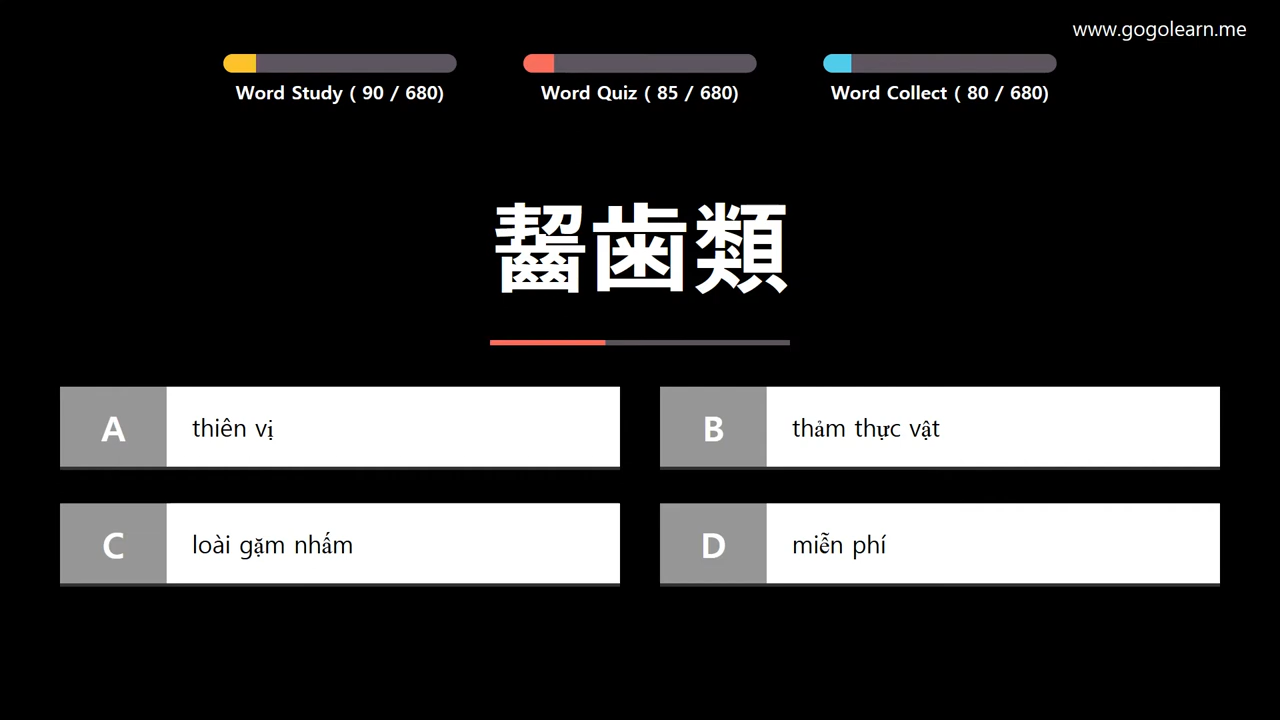 www.gogolearn.me
Word Study ( 90 / 680)
Word Quiz ( 85 / 680)
Word Collect ( 80 / 680)
齧歯類
A thiên vị
B thảm thực vật
C loài gặm nhấm
D miễn phí